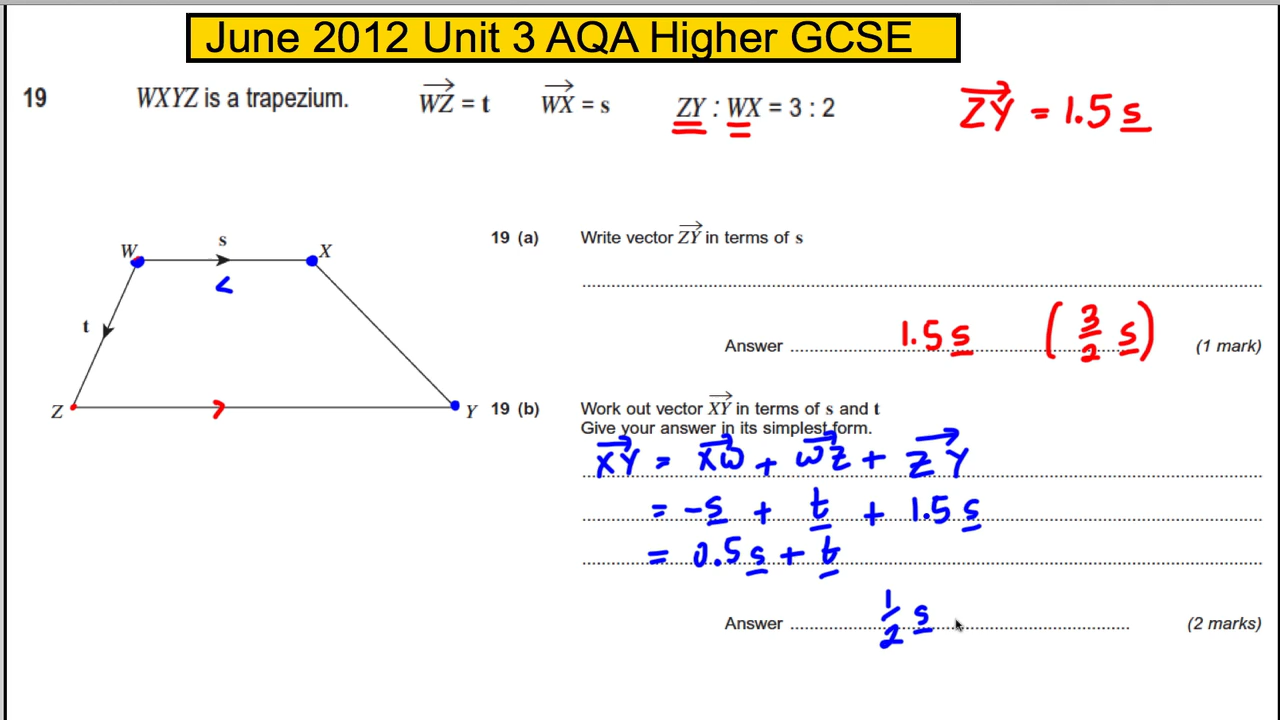 June 2012 Unit 3 AQA Higher GCSE
19 WXYZ is a trapezium. WZ = t WX = s ZY : WX = 3 : 2 ZY = 1.5 s
W s X
t
Z Y
19 (a) Write vector ZY in terms of s
Answer 1.5 s ( 3/2 s ) (1 mark)
19 (b) Work out vector XY in terms of s and t
Give your answer in its simplest form.
XY = XW + WZ + ZY
= -s + t + 1.5 s
= 0.5 s + t
Answer 1/2 s (2 marks)